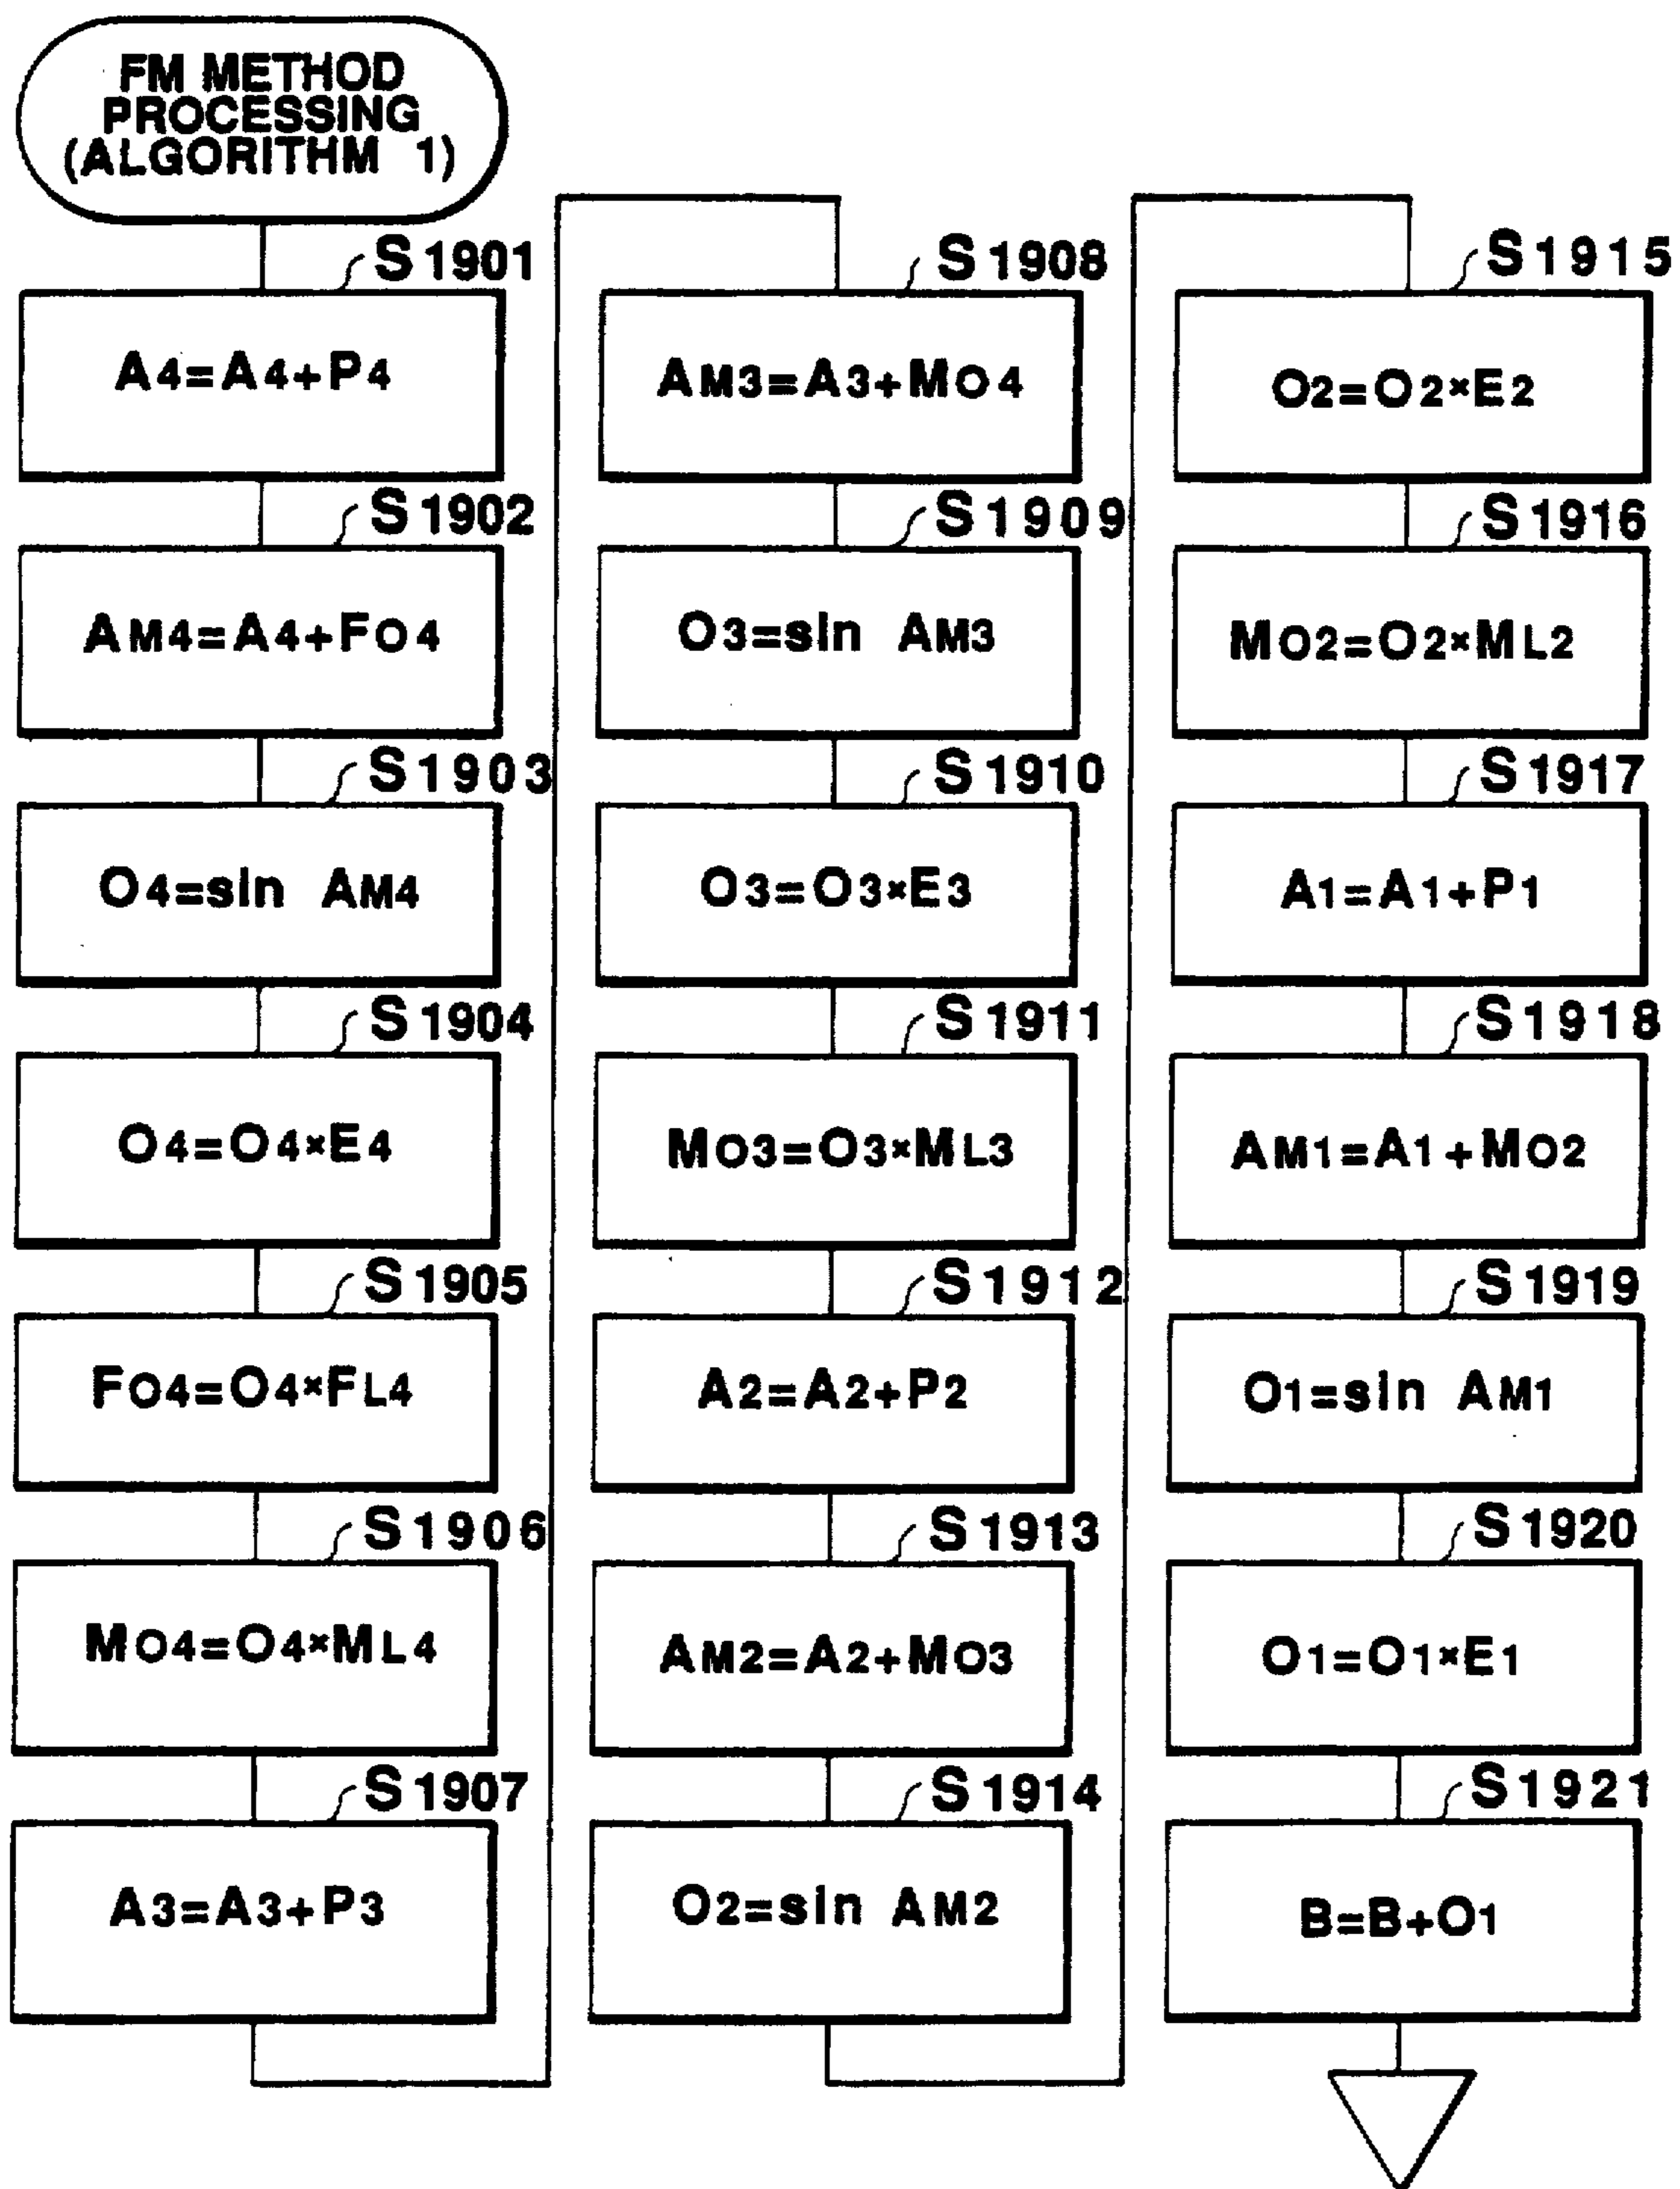 FM METHOD
PROCESSING
(ALGORITHM 1)
S1901
A4=A4+P4
S1902
AM4=A4+FO4
S1903
O4=sin AM4
S1904
O4=O4×E4
S1905
FO4=O4×FL4
S1906
MO4=O4×ML4
S1907
A3=A3+P3
S1908
AM3=A3+MO4
S1909
O3=sin AM3
S1910
O3=O3×E3
S1911
MO3=O3×ML3
S1912
A2=A2+P2
S1913
AM2=A2+MO3
S1914
O2=sin AM2
S1915
O2=O2×E2
S1916
MO2=O2×ML2
S1917
A1=A1+P1
S1918
AM1=A1+MO2
S1919
O1=sin AM1
S1920
O1=O1×E1
S1921
B=B+O1